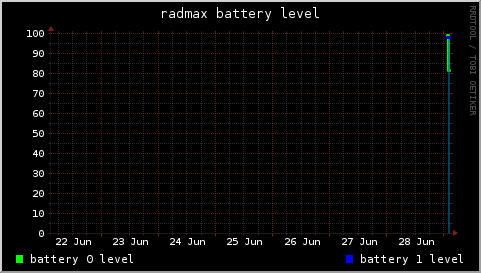 radmax battery level
RRDTOOL / TOBI OETIKER
100
90
80
70
60
50
40
30
20
10
0
22 Jun 23 Jun 24 Jun 25 Jun 26 Jun 27 Jun 28 Jun
battery 0 level battery 1 level